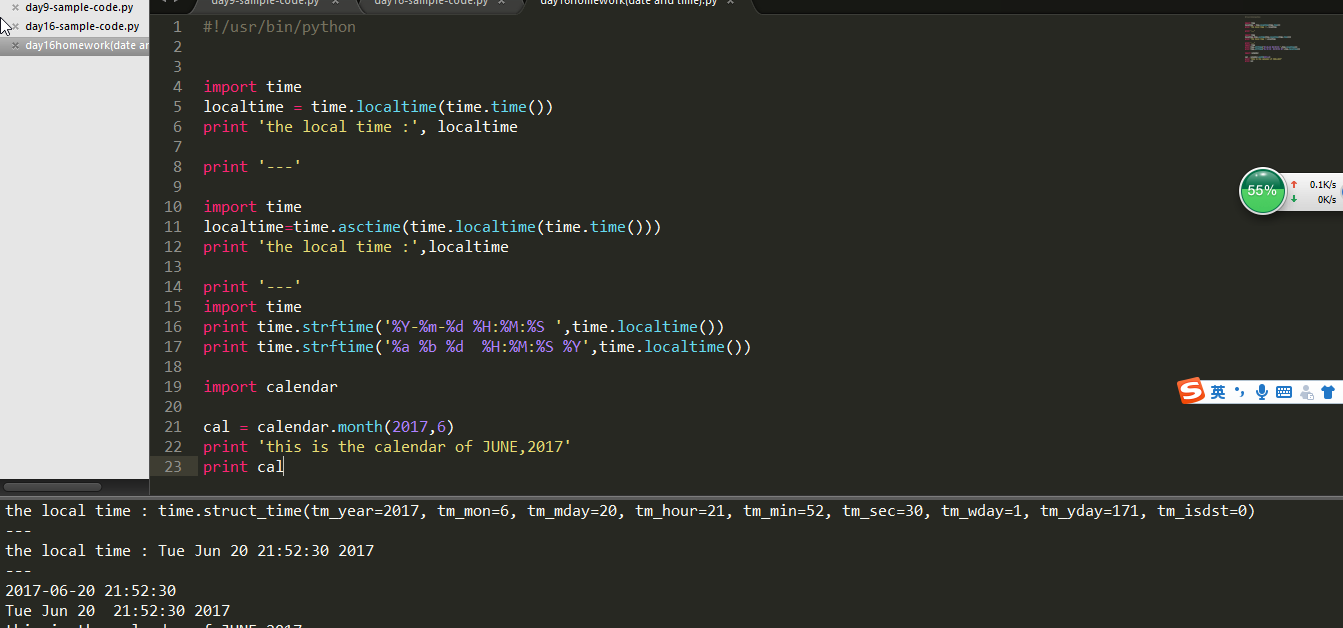 day9-sample-code.py
day16-sample-code.py
day16homework(date an
day9-sample-code.py
day16-sample-code.py
day16homework(date and time).py
1 #!/usr/bin/python
2
3
4 import time
5 localtime = time.localtime(time.time())
6 print 'the local time :', localtime
7
8 print '---'
9
10 import time
11 localtime=time.asctime(time.localtime(time.time()))
12 print 'the local time :',localtime
13
14 print '---'
15 import time
16 print time.strftime('%Y-%m-%d %H:%M:%S ',time.localtime())
17 print time.strftime('%a %b %d  %H:%M:%S %Y',time.localtime())
18
19 import calendar
20
21 cal = calendar.month(2017,6)
22 print 'this is the calendar of JUNE,2017'
23 print cal
55%
0.1K/s
0K/s
S 英
the local time : time.struct_time(tm_year=2017, tm_mon=6, tm_mday=20, tm_hour=21, tm_min=52, tm_sec=30, tm_wday=1, tm_yday=171, tm_isdst=0)
---
the local time : Tue Jun 20 21:52:30 2017
---
2017-06-20 21:52:30
Tue Jun 20  21:52:30 2017
this is the calendar of JUNE,2017